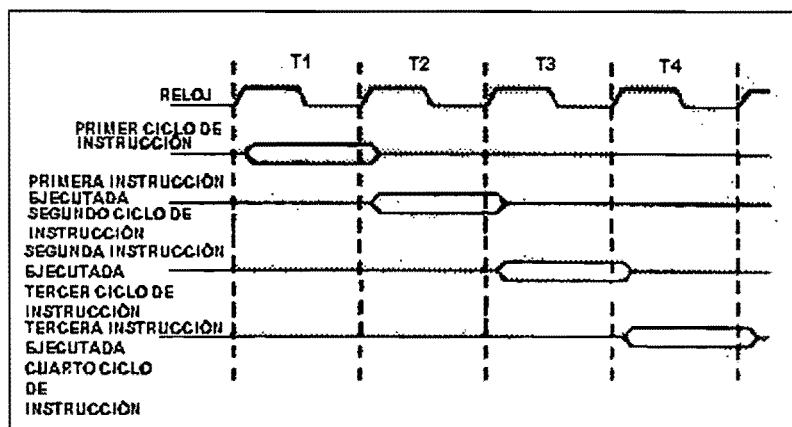 T1 T2 T3 T4
RELOJ
PRIMER CICLO DE
INSTRUCCIÓN
PRIMERA INSTRUCCIÓN
EJECUTADA
SEGUNDO CICLO DE
INSTRUCCIÓN
SEGUNDA INSTRUCCIÓN
EJECUTADA
TERCER CICLO DE
INSTRUCCIÓN
TERCERA INSTRUCCIÓN
EJECUTADA
CUARTO CICLO
DE
INSTRUCCIÓN